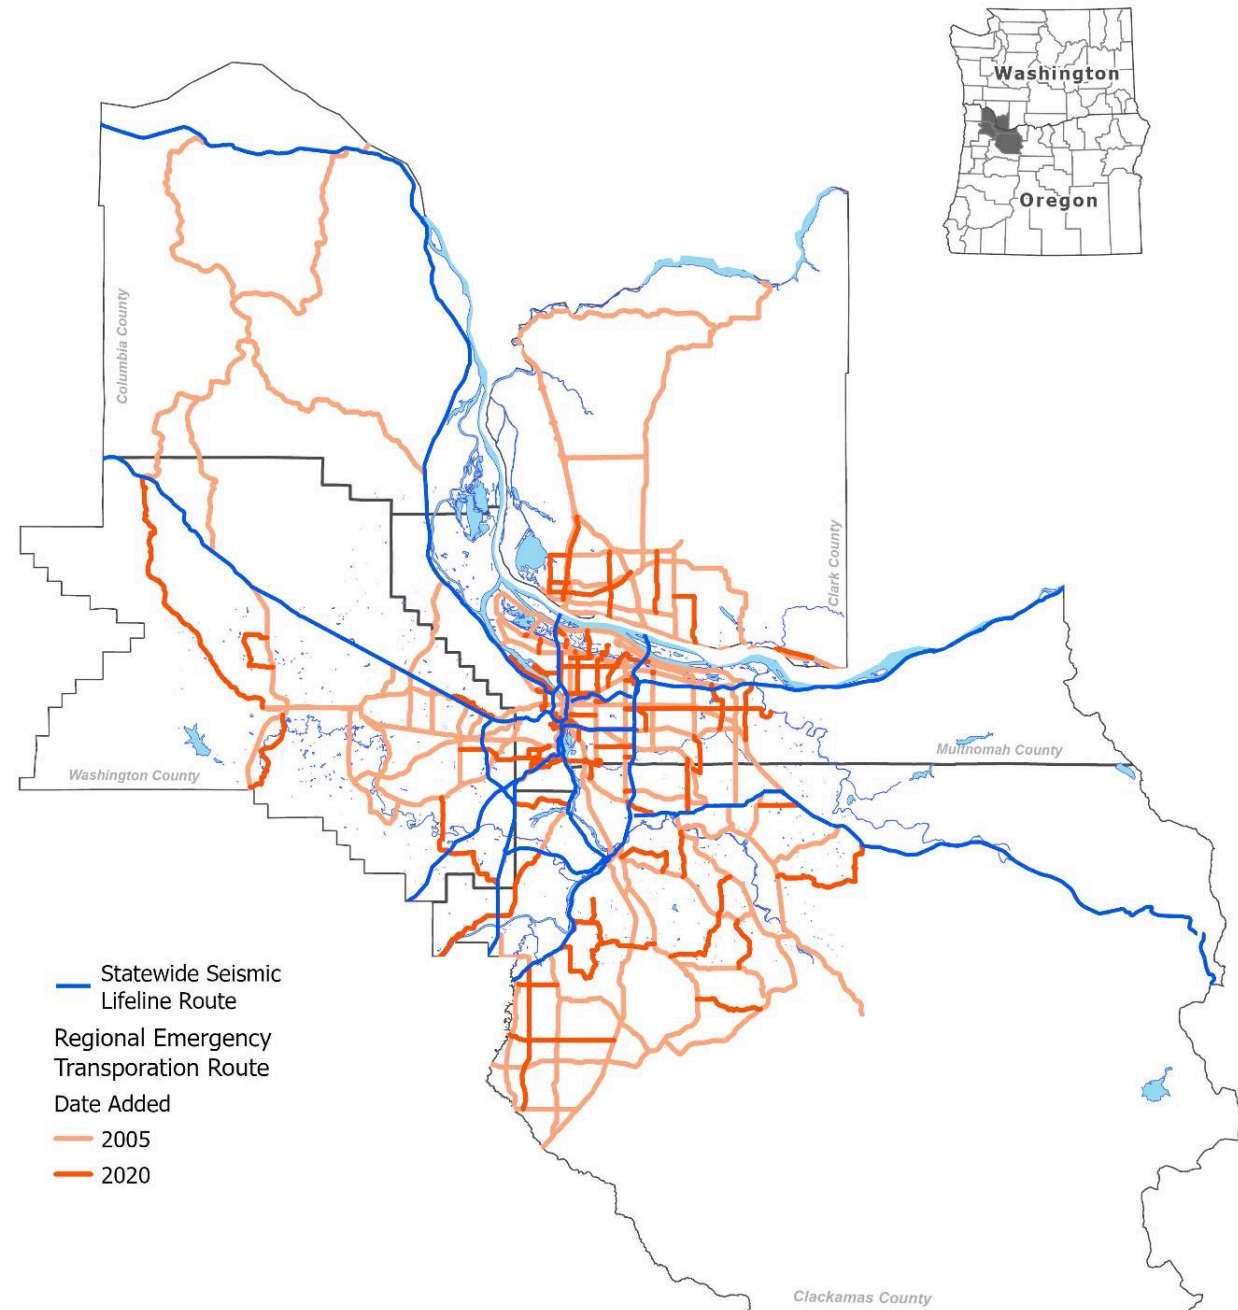 Washington
Oregon
Columbia County
Clark County
Multnomah County
Washington County
Statewide Seismic
Lifeline Route
Regional Emergency
Transporation Route
Date Added
2005
2020
Clackamas County